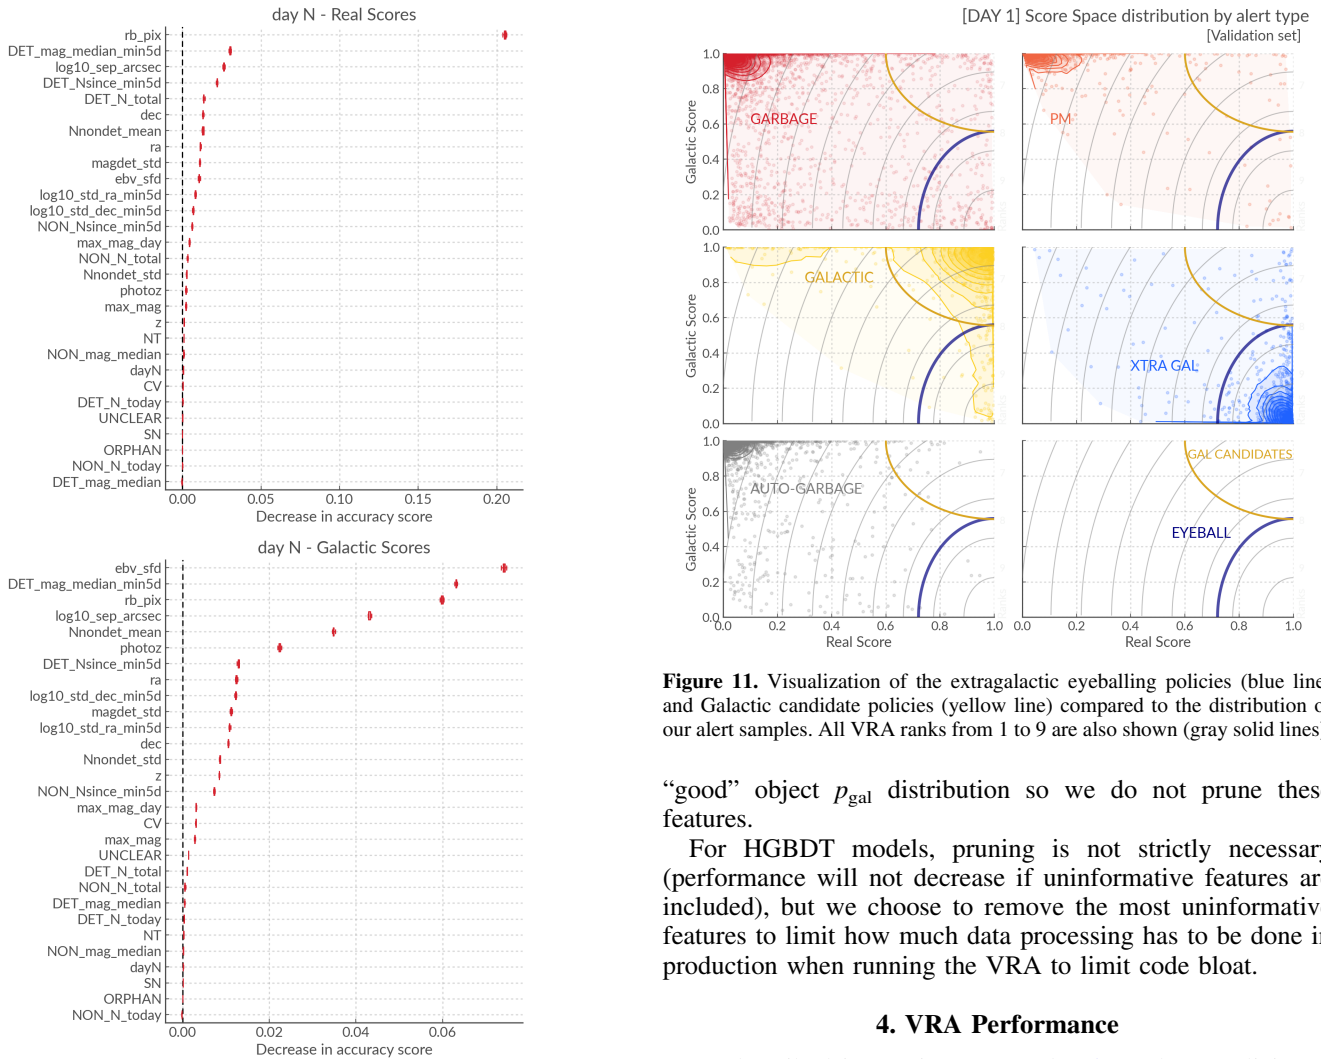 day N - Real Scores
rb_pix
DET_mag_median_min5d
log10_sep_arcsec
DET_Nsince_min5d
DET_N_total
dec
Nnondet_mean
ra
magdet_std
ebv_sfd
log10_std_ra_min5d
log10_std_dec_min5d
NON_Nsince_min5d
max_mag_day
NON_N_total
Nnondet_std
photoz
max_mag
z
NT
NON_mag_median
dayN
CV
DET_N_today
UNCLEAR
SN
ORPHAN
NON_N_today
DET_mag_median
0.00 0.05 0.10 0.15 0.20
Decrease in accuracy score
day N - Galactic Scores
ebv_sfd
DET_mag_median_min5d
rb_pix
log10_sep_arcsec
Nnondet_mean
photoz
DET_Nsince_min5d
ra
log10_std_dec_min5d
magdet_std
log10_std_ra_min5d
dec
Nnondet_std
z
NON_Nsince_min5d
max_mag_day
CV
max_mag
UNCLEAR
DET_N_total
NON_N_total
DET_mag_median
DET_N_today
NT
NON_mag_median
dayN
SN
ORPHAN
NON_N_today
0.00 0.02 0.04 0.06
Decrease in accuracy score
[DAY 1] Score Space distribution by alert type
[Validation set]
1.0
0.8
0.6
0.4
0.2
0.0
Galactic Score
GARBAGE
PM
1.0
0.8
0.6
0.4
0.2
0.0
Galactic Score
GALACTIC
XTRA GAL
1.0
0.8
0.6
0.4
0.2
0.0
Galactic Score
AUTO-GARBAGE
GAL CANDIDATES
EYEBALL
0.0 0.2 0.4 0.6 0.8 1.0
Real Score
0.2 0.4 0.6 0.8 1.0
Real Score
Figure 11. Visualization of the extragalactic eyeballing policies (blue line
and Galactic candidate policies (yellow line) compared to the distribution o
our alert samples. All VRA ranks from 1 to 9 are also shown (gray solid lines)
“good” object pgal distribution so we do not prune these
features.
For HGBDT models, pruning is not strictly necessary
(performance will not decrease if uninformative features are
included), but we choose to remove the most uninformative
features to limit how much data processing has to be done in
production when running the VRA to limit code bloat.
4. VRA Performance